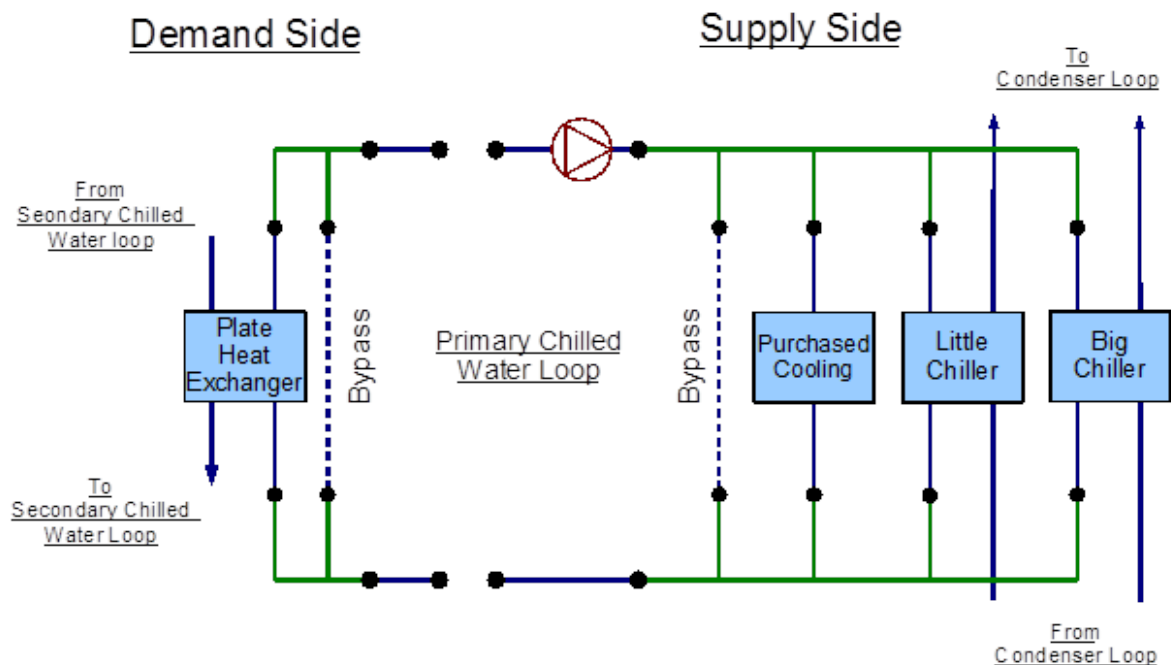 Demand Side
Supply Side
To
Condenser Loop
From
Seondary Chilled
Water loop
Plate
Heat
Exchanger
Bypass
Primary Chilled
Water Loop
Bypass
Purchased
Cooling
Little
Chiller
Big
Chiller
To
Secondary Chilled
Water Loop
From
Condenser Loop